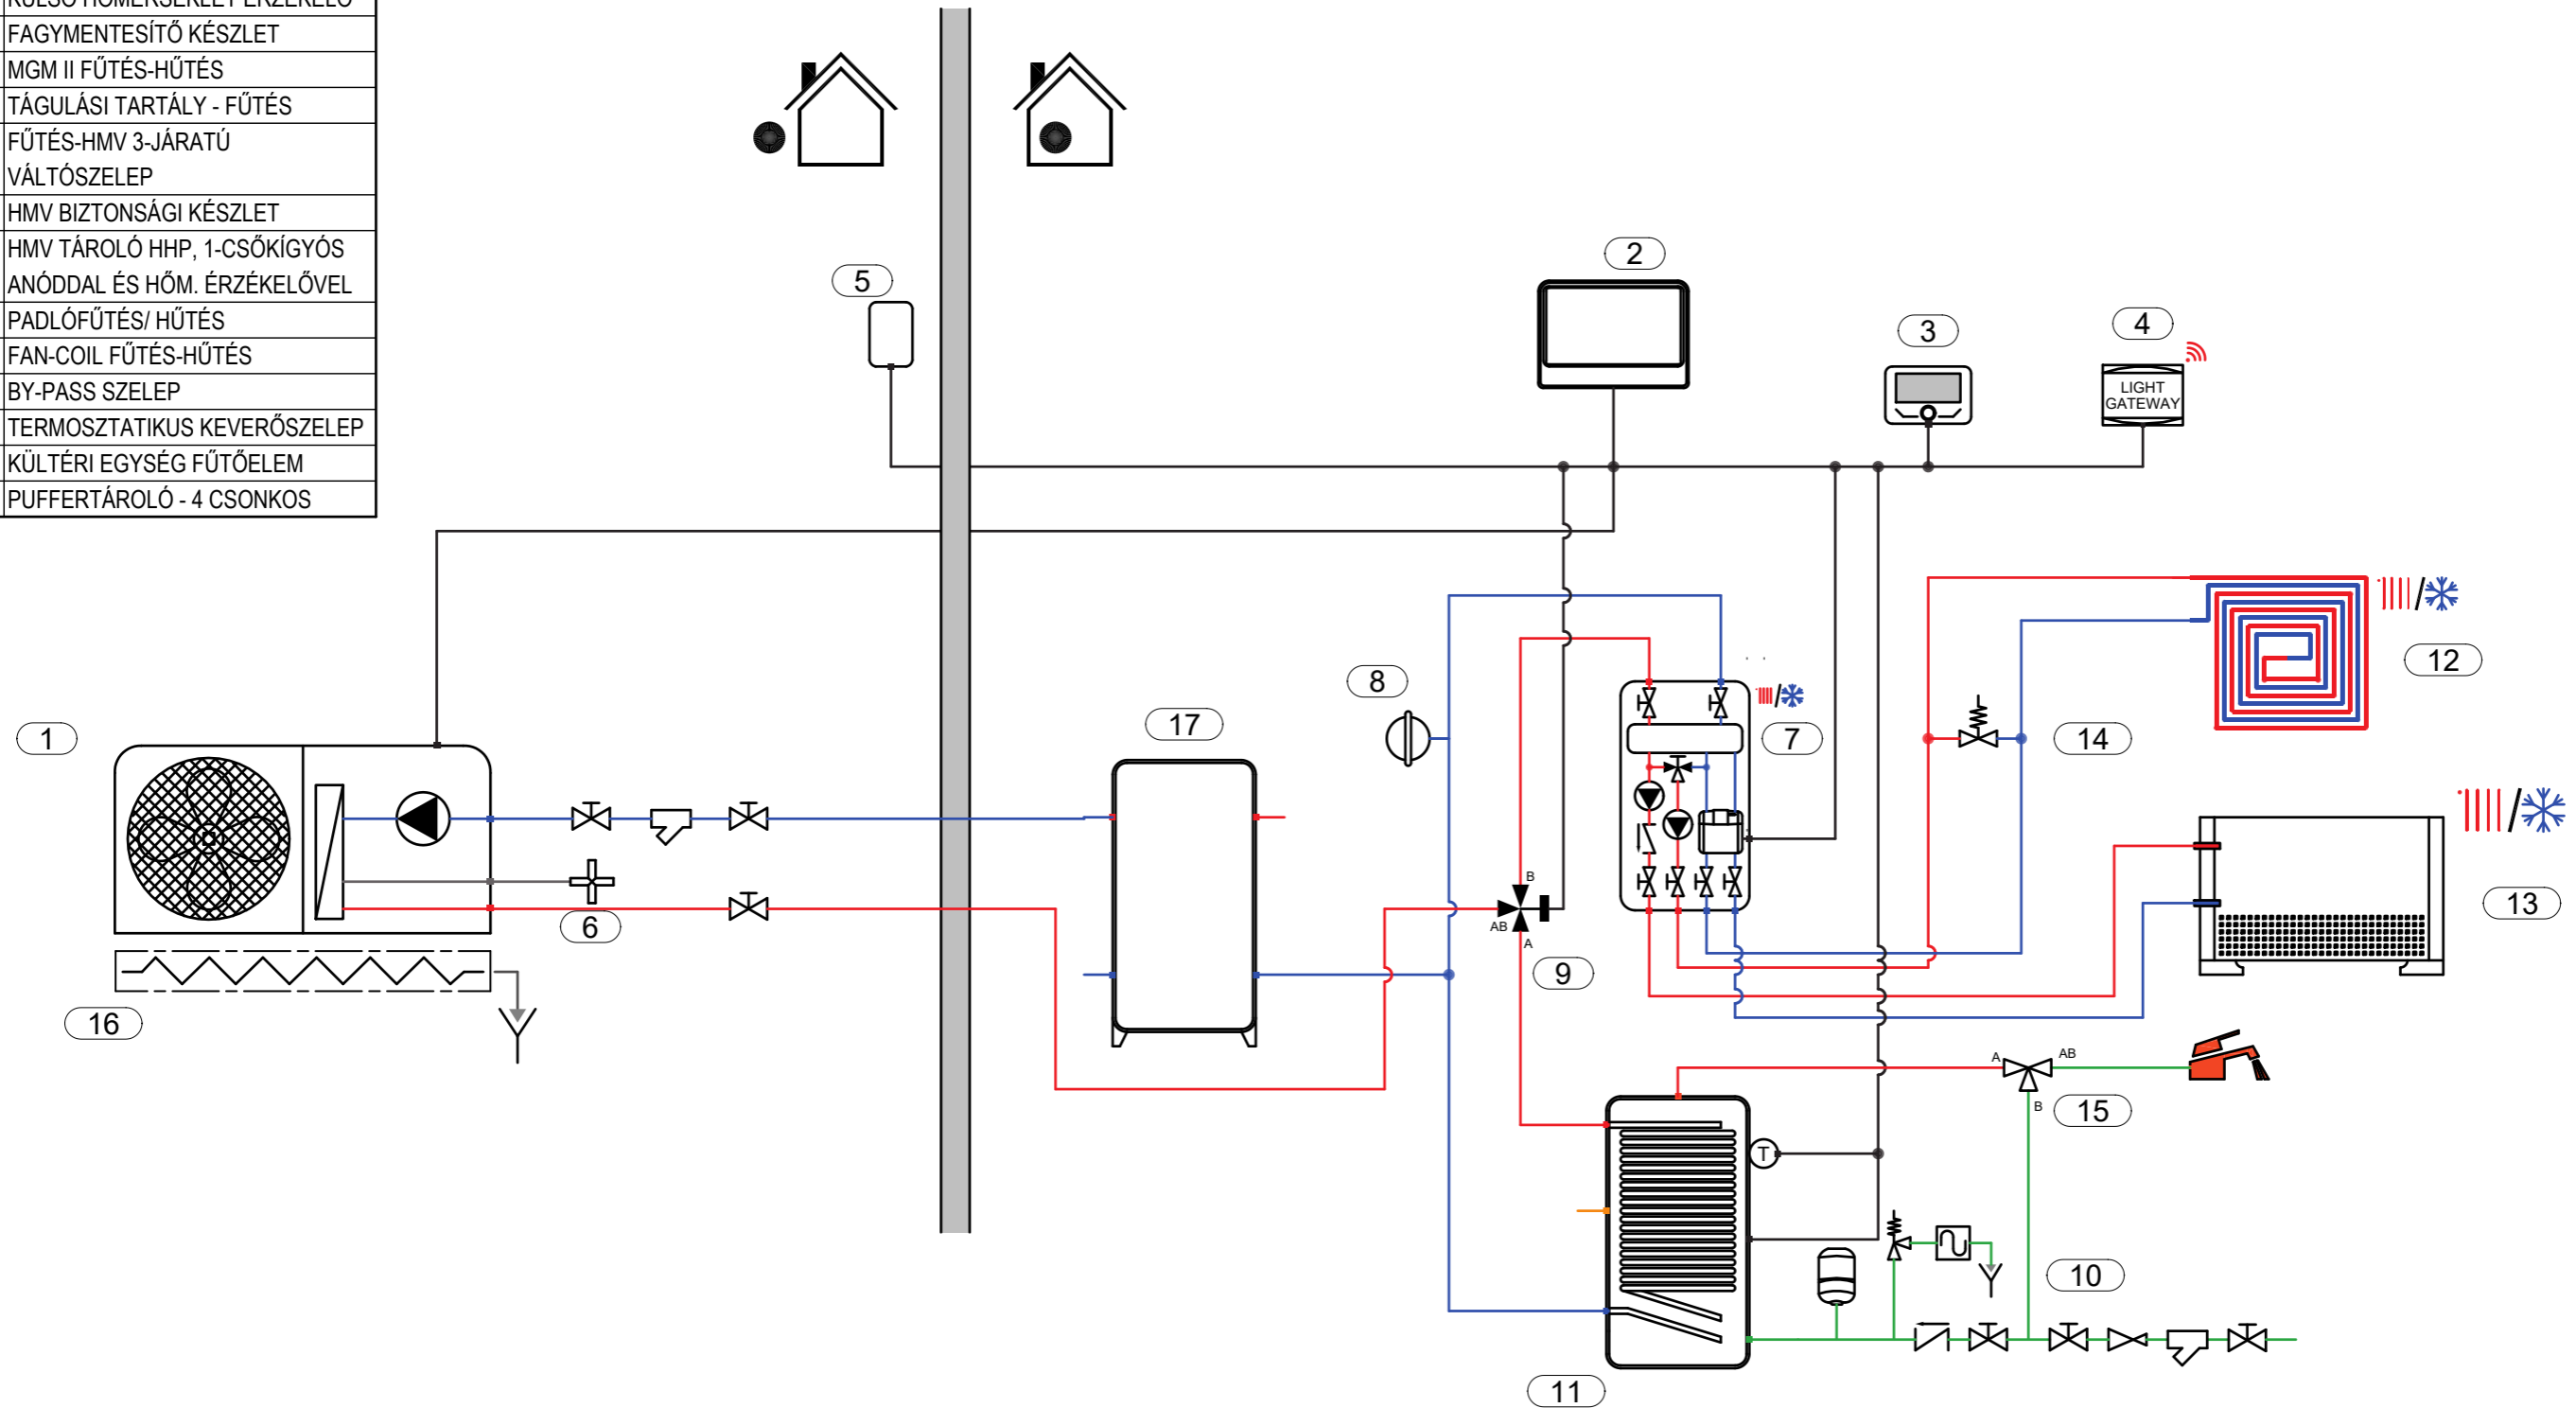 KÜLSŐ HŐMÉRSÉKLET ÉRZÉKELŐ
FAGYMENTESÍTŐ KÉSZLET
MGM II FŰTÉS-HŰTÉS
TÁGULÁSI TARTÁLY - FŰTÉS
FŰTÉS-HMV 3-JÁRATÚ
VÁLTÓSZELEP
HMV BIZTONSÁGI KÉSZLET
HMV TÁROLÓ HHP, 1-CSŐKÍGYÓS
ANÓDDAL ÉS HŐM. ÉRZÉKELŐVEL
PADLÓFŰTÉS/ HŰTÉS
FAN-COIL FŰTÉS-HŰTÉS
BY-PASS SZELEP
TERMOSZTATIKUS KEVERŐSZELEP
KÜLTÉRI EGYSÉG FŰTŐELEM
PUFFERTÁROLÓ - 4 CSONKOS
5
2
3
4
LIGHT
GATEWAY
12
8
17
7
14
1
6
B
AB
A
9
13
16
A
AB
B
15
T
10
11